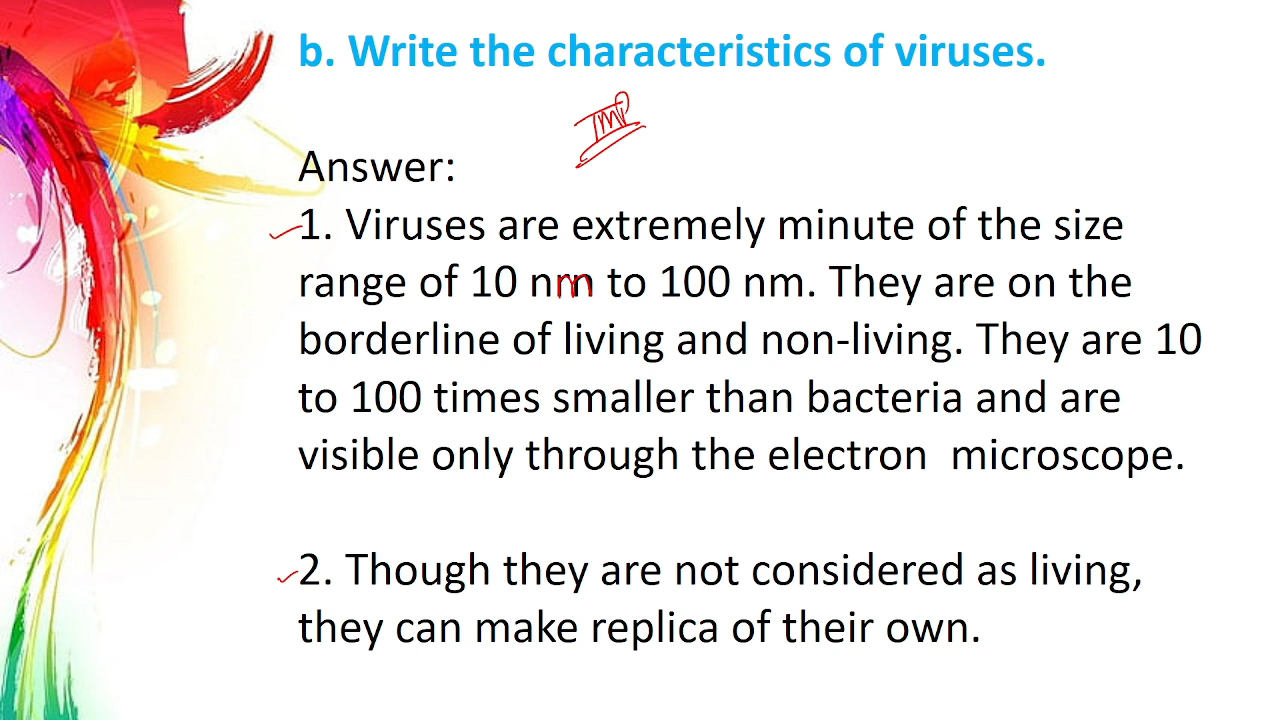 b. Write the characteristics of viruses.
IMP
Answer:
1. Viruses are extremely minute of the size
range of 10 nm to 100 nm. They are on the
borderline of living and non-living. They are 10
to 100 times smaller than bacteria and are
visible only through the electron  microscope.
2. Though they are not considered as living,
they can make replica of their own.